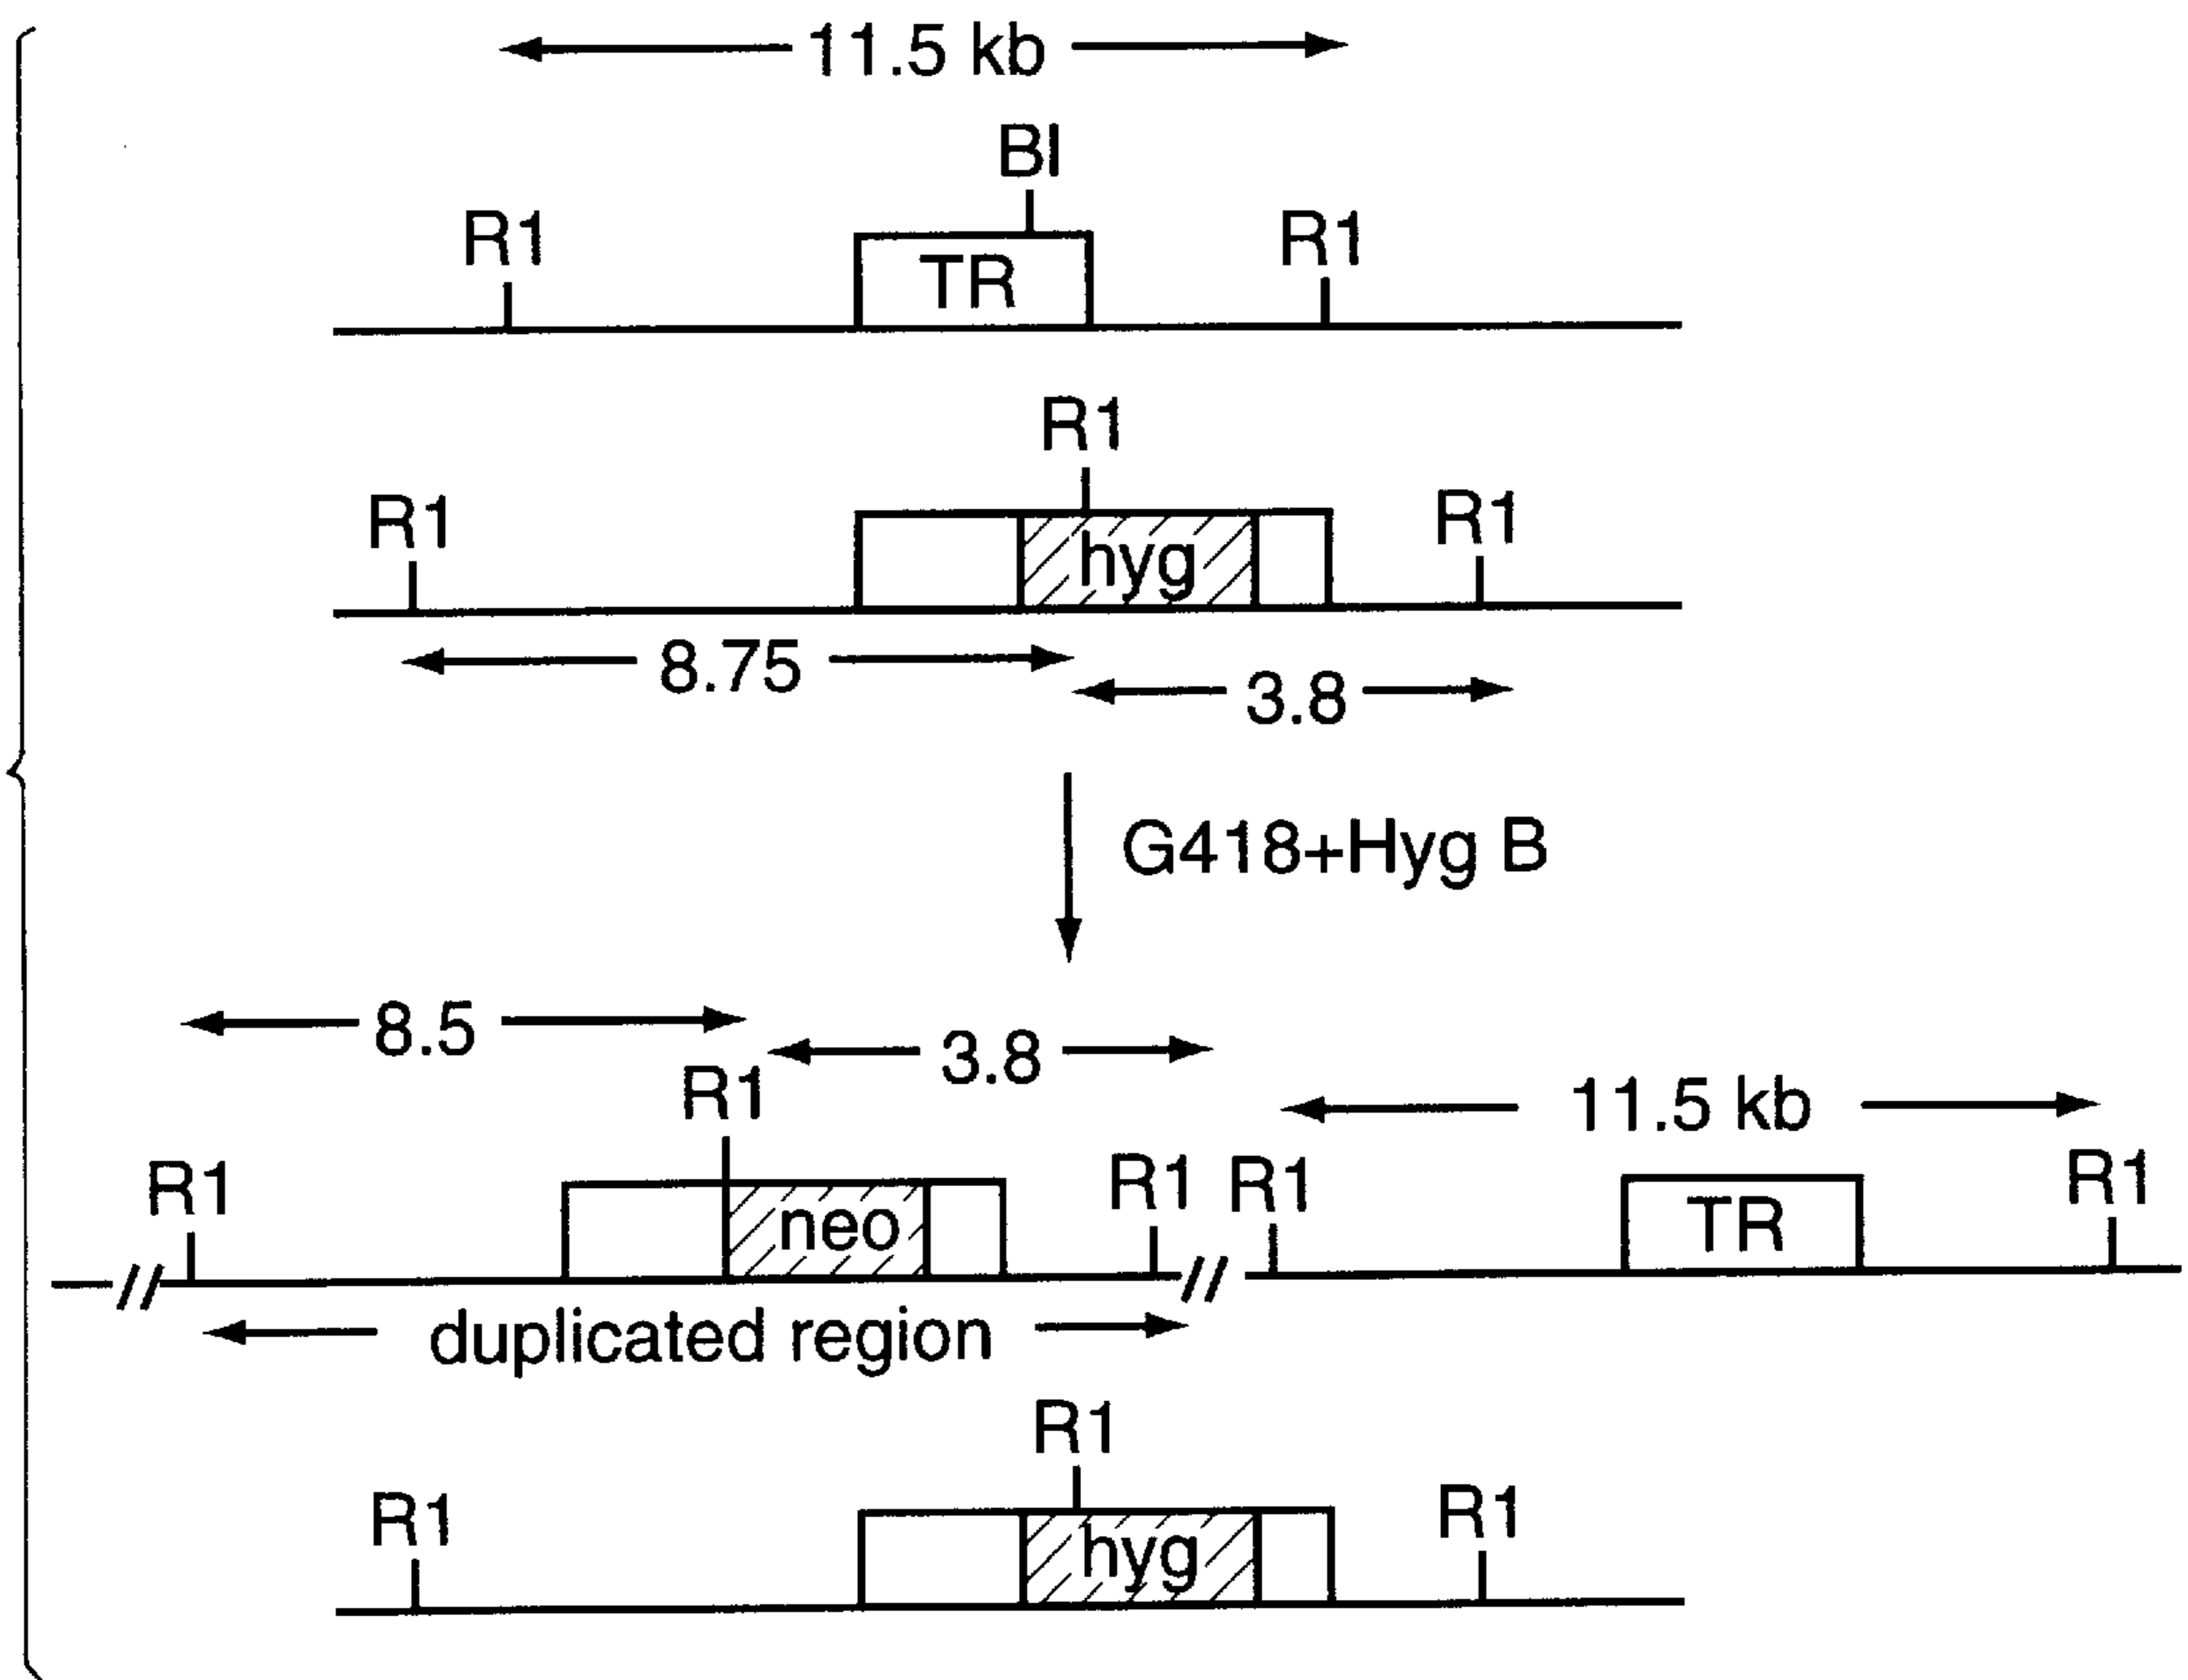 11.5 kb
BI
R1 R1
TR
R1
R1 R1
hyg
8.75
3.8
G418+Hyg B
8.5
3.8
R1
11.5 kb
R1 R1 R1 R1
neo TR
duplicated region
R1
R1 R1
hyg